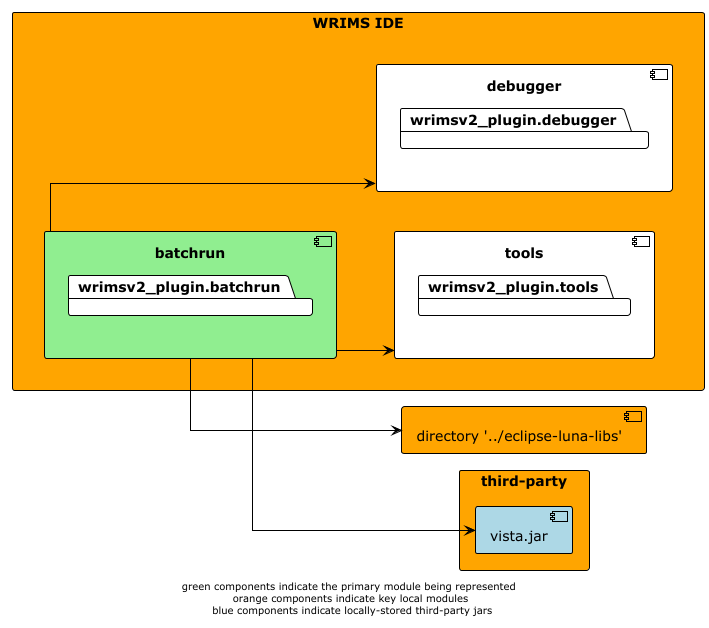 WRIMS IDE
debugger
wrimsv2_plugin.debugger
batchrun
wrimsv2_plugin.batchrun
tools
wrimsv2_plugin.tools
directory '../eclipse-luna-libs'
third-party
vista.jar
green components indicate the primary module being represented
orange components indicate key local modules
blue components indicate locally-stored third-party jars